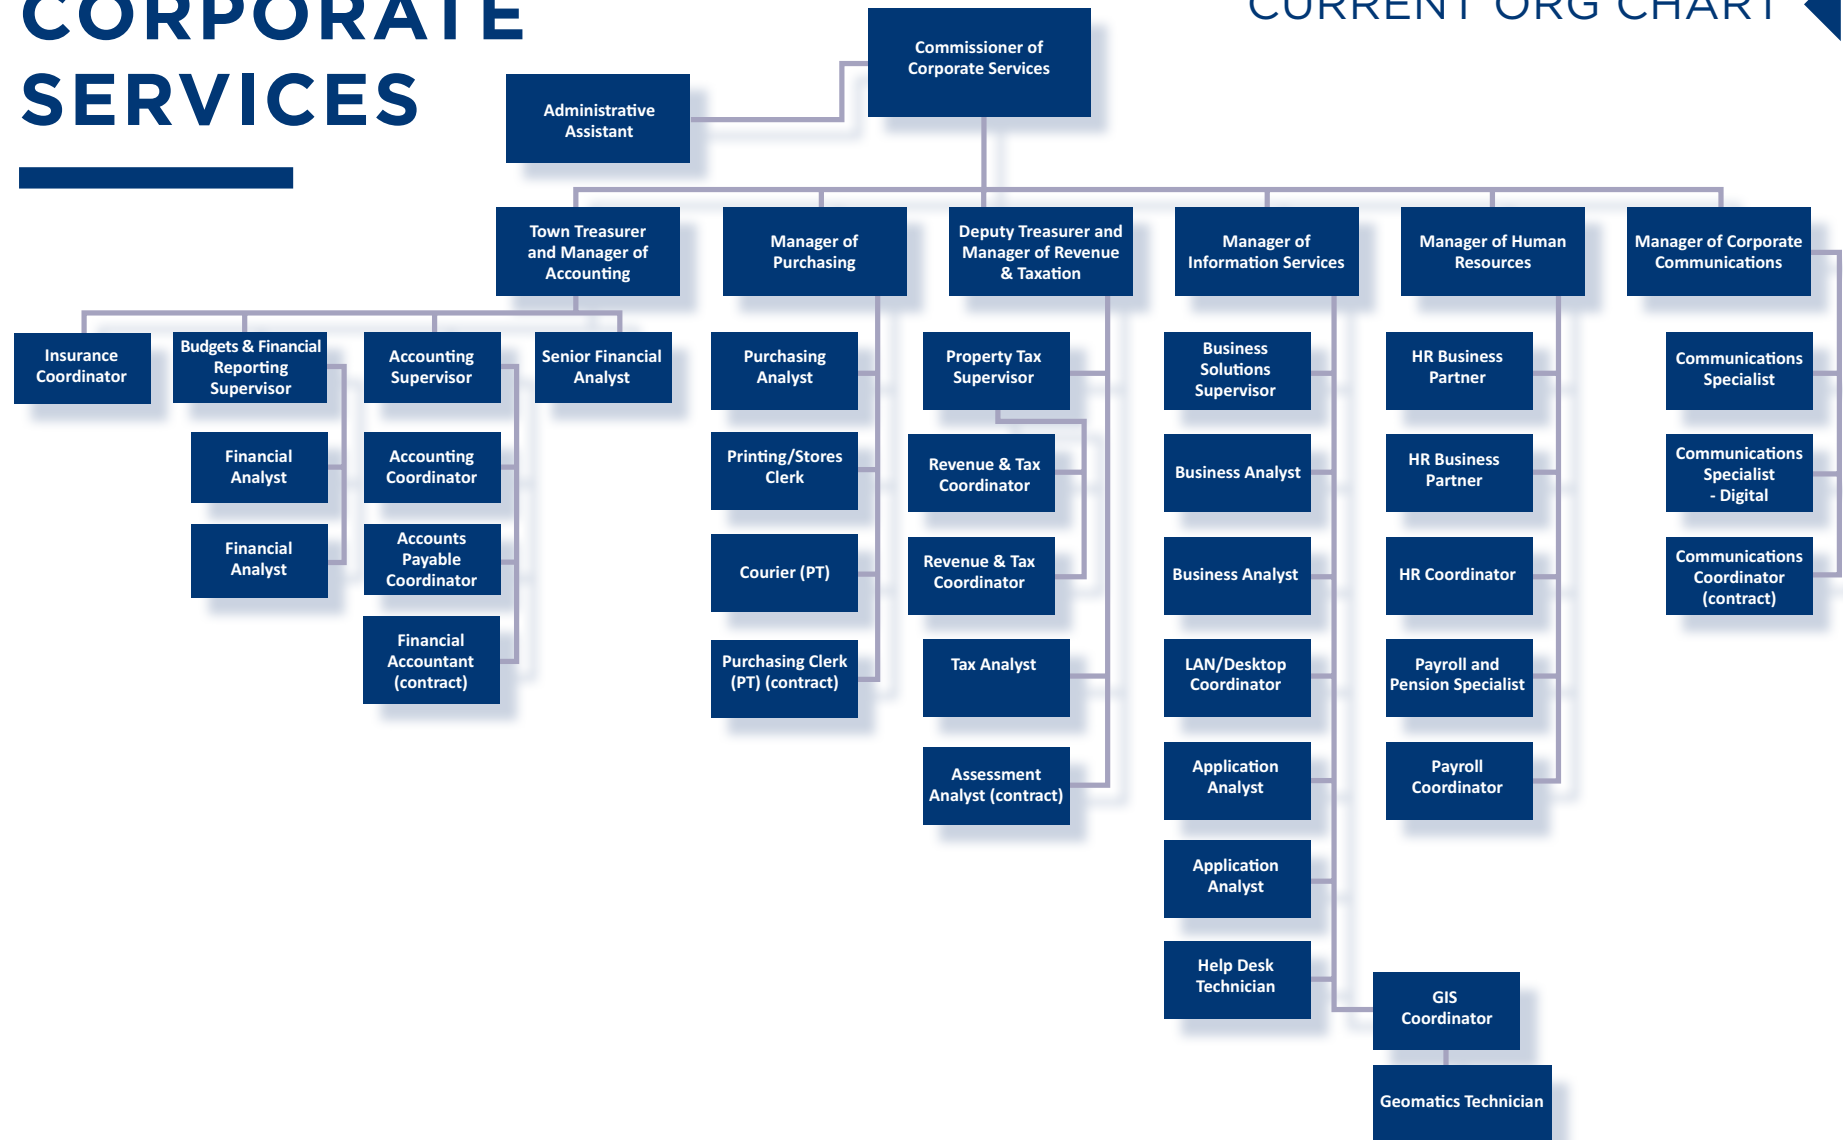 CORPORATE
SERVICES
CURRENT ORG CHART
Commissioner of
Corporate Services
Administrative
Assistant
Town Treasurer
and Manager of
Accounting
Manager of
Purchasing
Deputy Treasurer and
Manager of Revenue
& Taxation
Manager of
Information Services
Manager of Human
Resources
Manager of Corporate
Communications
Insurance
Coordinator
Budgets & Financial
Reporting
Supervisor
Financial
Analyst
Financial
Analyst
Accounting
Supervisor
Accounting
Coordinator
Accounts
Payable
Coordinator
Financial
Accountant
(contract)
Senior Financial
Analyst
Purchasing
Analyst
Printing/Stores
Clerk
Courier (PT)
Purchasing Clerk
(PT) (contract)
Property Tax
Supervisor
Revenue & Tax
Coordinator
Revenue & Tax
Coordinator
Tax Analyst
Assessment
Analyst (contract)
Business
Solutions
Supervisor
Business Analyst
Business Analyst
LAN/Desktop
Coordinator
Application
Analyst
Application
Analyst
Help Desk
Technician
GIS
Coordinator
Geomatics Technician
HR Business
Partner
HR Business
Partner
HR Coordinator
Payroll and
Pension Specialist
Payroll
Coordinator
Communications
Specialist
Communications
Specialist
- Digital
Communications
Coordinator
(contract)